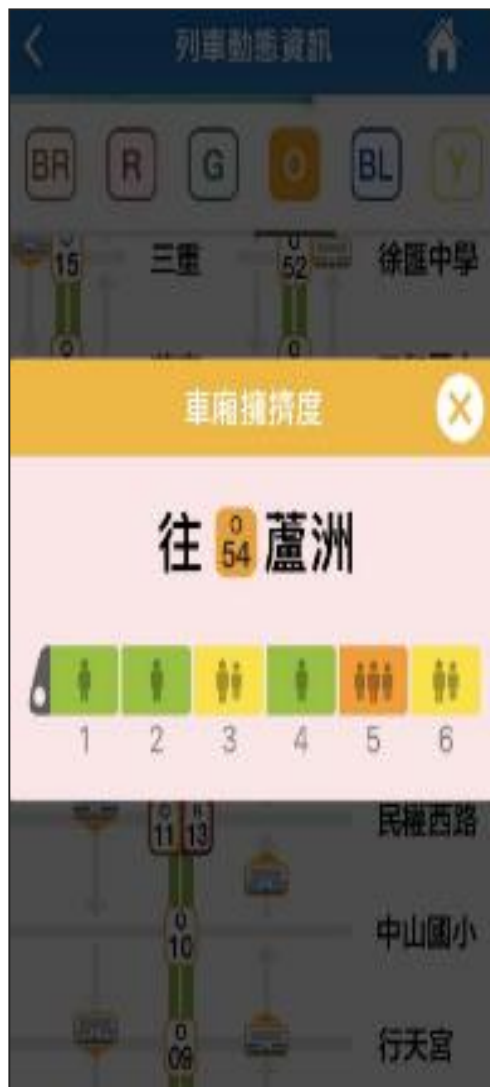 列車動態資訊
BR R G O BL Y
O 15 三重 O 52 徐匯中學
車廂擁擠度
往 O 54 蘆洲
1 2 3 4 5 6
O 11 R 13 民權西路
中山國小
O 10
O 09 行天宮